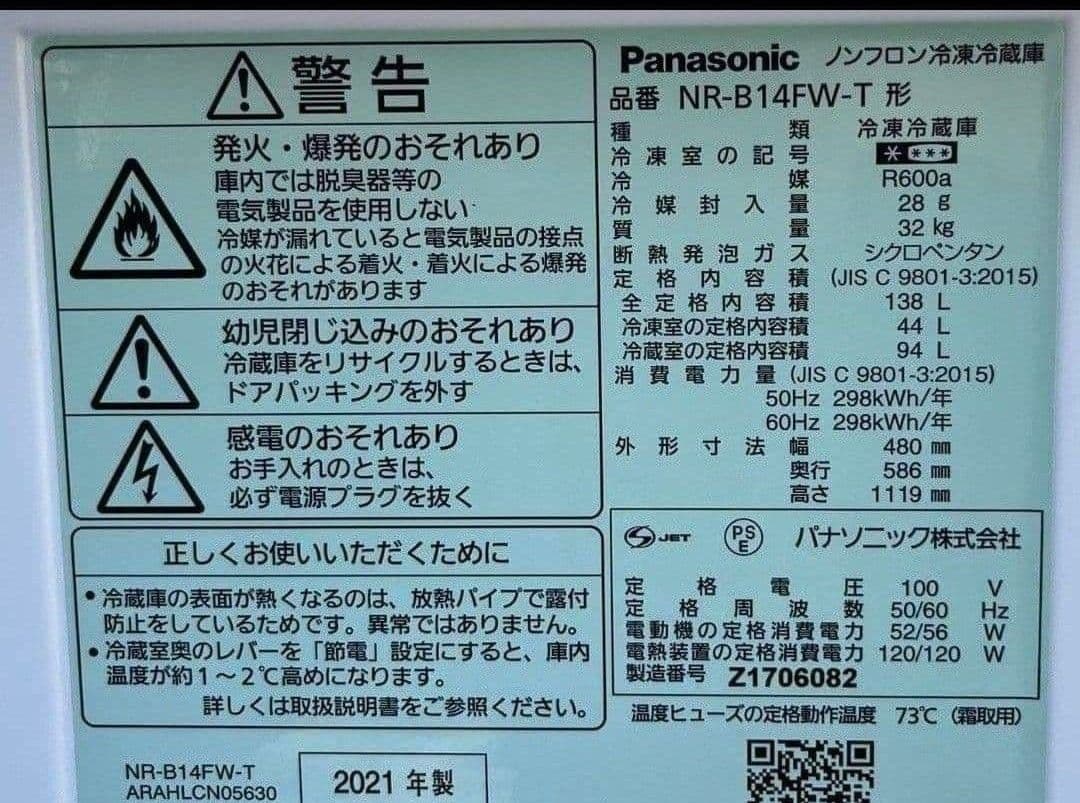 警告
発火・爆発のおそれあり
庫内では脱臭器等の
電気製品を使用しない
冷媒が漏れていると電気製品の接点
の火花による着火・着火による爆発
のおそれがあります
幼児閉じ込みのおそれあり
冷蔵庫をリサイクルするときは、
ドアパッキングを外す
感電のおそれあり
お手入れのときは、
必ず電源プラグを抜く
正しくお使いいただくために
●冷蔵庫の表面が熱くなるのは、放熱パイプで露付
防止をしているためです。異常ではありません。
●冷蔵室奥のレバーを「節電」設定にすると、庫内
温度が約1～2℃高めになります。
詳しくは取扱説明書をご参照ください。
NR-B14FW-T
ARAHLCN05630
2021年製
Panasonic ノンフロン冷凍冷蔵庫
品番 NR-B14FW-T 形
種類 冷凍冷蔵庫
冷凍室の記号 * ***
冷媒 R600a
冷媒封入量 28 g
質量 32 kg
断熱発泡ガス シクロペンタン
定格内容積 (JIS C 9801-3:2015)
全定格内容積 138 L
冷凍室の定格内容積 44 L
冷蔵室の定格内容積 94 L
消費電力量 (JIS C 9801-3:2015)
50Hz 298kWh/年
60Hz 298kWh/年
外形寸法 幅 480 mm
奥行 586 mm
高さ 1119 mm
S JET PS E パナソニック株式会社
定格電圧 100 V
定格周波数 50/60 Hz
電動機の定格消費電力 52/56 W
電熱装置の定格消費電力 120/120 W
製造番号 Z1706082
温度ヒューズの定格動作温度 73℃ (霜取用)